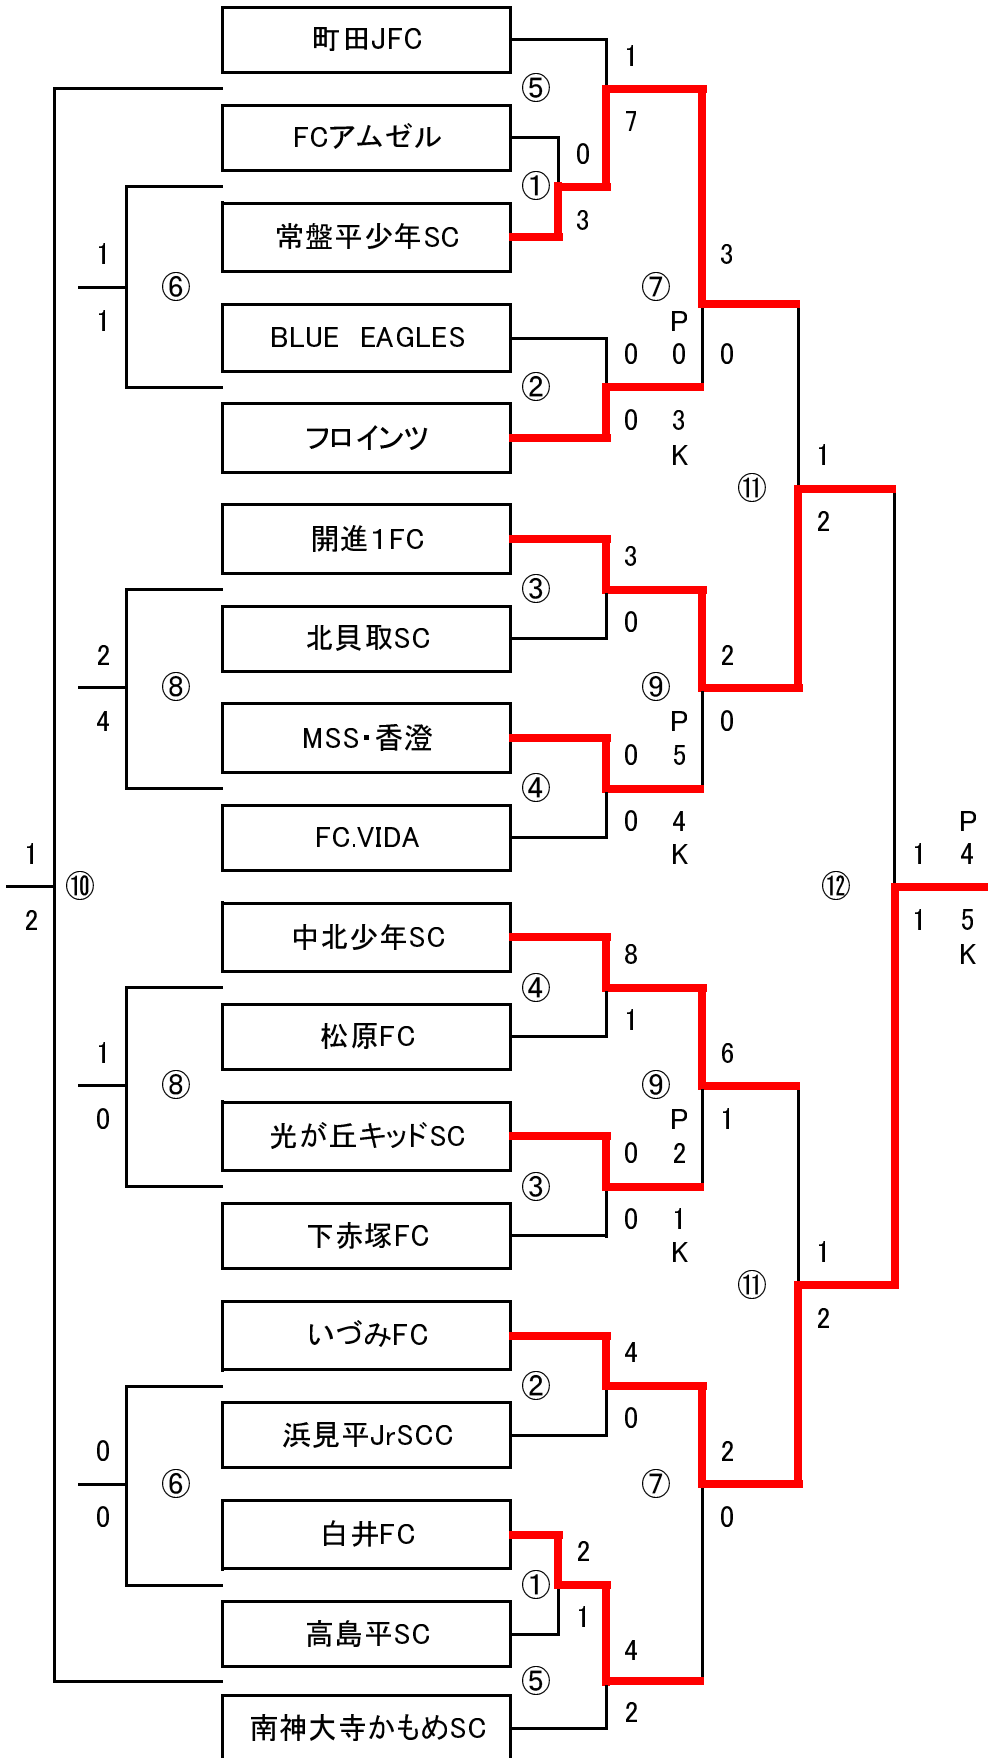 町田JFC
1
⑤
7
FCアムゼル
0
①
3
常盤平少年SC
1
3
⑥
⑦
1
P
BLUE EAGLES
0 0 0
②
フロインツ
0 3
K
1
⑪
2
開進1FC
3
③
0
北貝取SC
2
2
⑧
⑨
4
P
0
MSS・香澄
0 5
④
0 4
FC.VIDA
K
P
1
1 4
⑩
⑫
2
1 5
K
中北少年SC
8
④
1
松原FC
1
6
⑧
⑨
0
P
1
光が丘キッドSC
0 2
③
0 1
下赤塚FC
K
1
⑪
2
いづみFC
4
②
0
浜見平JrSCC
0
2
⑥
⑦
0
0
白井FC
2
①
1
高島平SC
4
⑤
2
南神大寺かもめSC